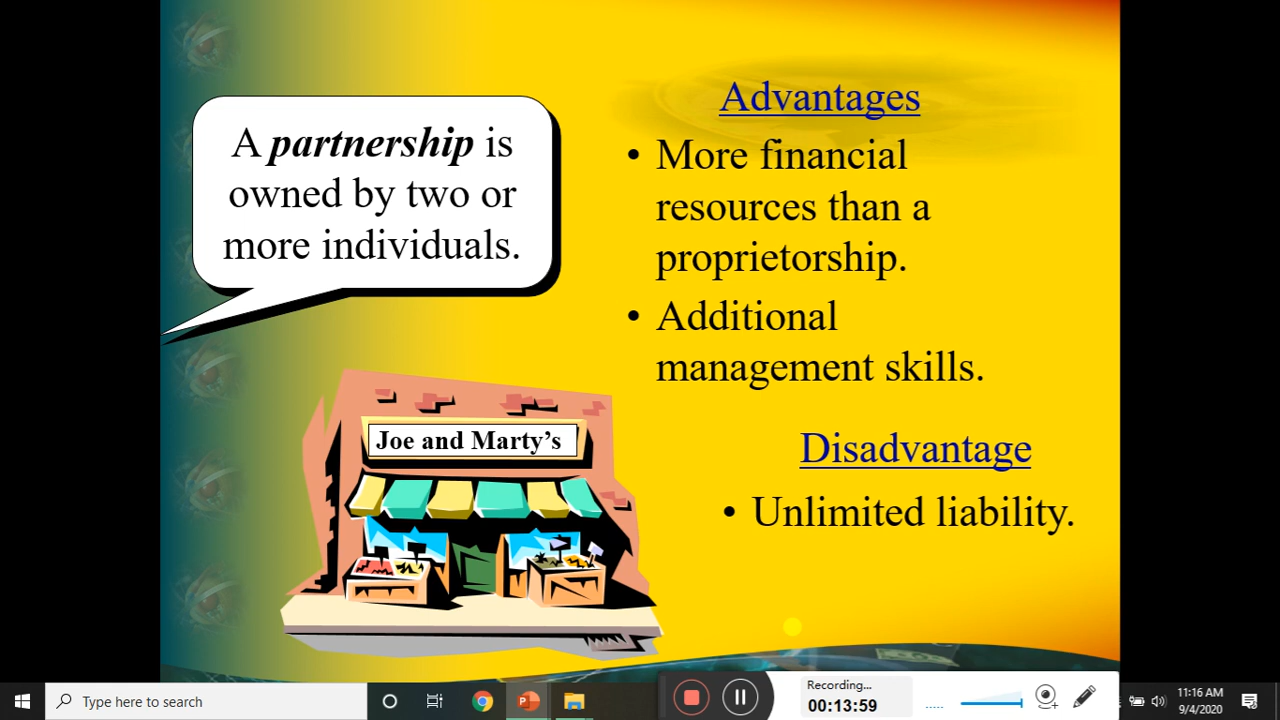 A partnership is
owned by two or
more individuals.
Advantages
• More financial
resources than a
proprietorship.
• Additional
management skills.
Disadvantage
• Unlimited liability.
Joe and Marty’s
Type here to search
Recording...
00:13:59
11:16 AM
9/4/2020